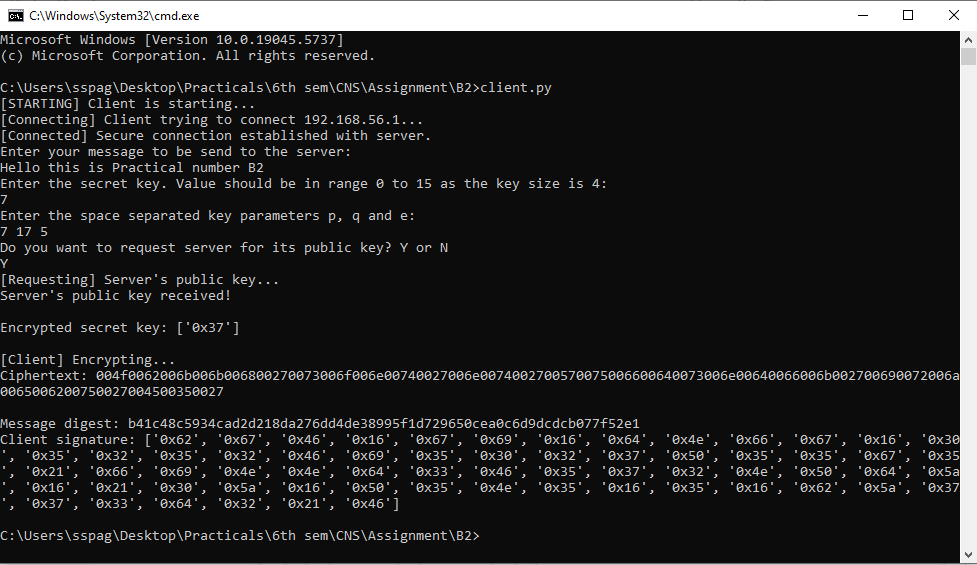 C:\Windows\System32\cmd.exe
Microsoft Windows [Version 10.0.19045.5737]
(c) Microsoft Corporation. All rights reserved.
C:\Users\sspag\Desktop\Practicals\6th sem\CNS\Assignment\B2>client.py
[STARTING] Client is starting...
[Connecting] Client trying to connect 192.168.56.1...
[Connected] Secure connection established with server.
Enter your message to be send to the server:
Hello this is Practical number B2
Enter the secret key. Value should be in range 0 to 15 as the key size is 4:
7
Enter the space separated key parameters p, q and e:
7 17 5
Do you want to request server for its public key? Y or N
Y
[Requesting] Server's public key...
Server's public key received!
Encrypted secret key: ['0x37']
[Client] Encrypting...
Ciphertext: 004f0062006b006b006800270073006f006e00740027006e0074002700570075006600640073006e00640066006b002700690072006a
0065006200750027004500350027
Message digest: b41c48c5934cad2d218da276dd4de38995f1d729650cea0c6d9dcdcb077f52e1
Client signature: ['0x62', '0x67', '0x46', '0x16', '0x67', '0x69', '0x16', '0x64', '0x4e', '0x66', '0x67', '0x16', '0x30
', '0x35', '0x32', '0x35', '0x32', '0x46', '0x69', '0x35', '0x30', '0x32', '0x37', '0x50', '0x35', '0x35', '0x67', '0x35
', '0x21', '0x66', '0x69', '0x4e', '0x4e', '0x64', '0x33', '0x46', '0x35', '0x37', '0x32', '0x4e', '0x50', '0x64', '0x5a
', '0x16', '0x21', '0x30', '0x5a', '0x16', '0x50', '0x35', '0x4e', '0x35', '0x16', '0x35', '0x16', '0x62', '0x5a', '0x37
', '0x37', '0x33', '0x64', '0x32', '0x21', '0x46']
C:\Users\sspag\Desktop\Practicals\6th sem\CNS\Assignment\B2>